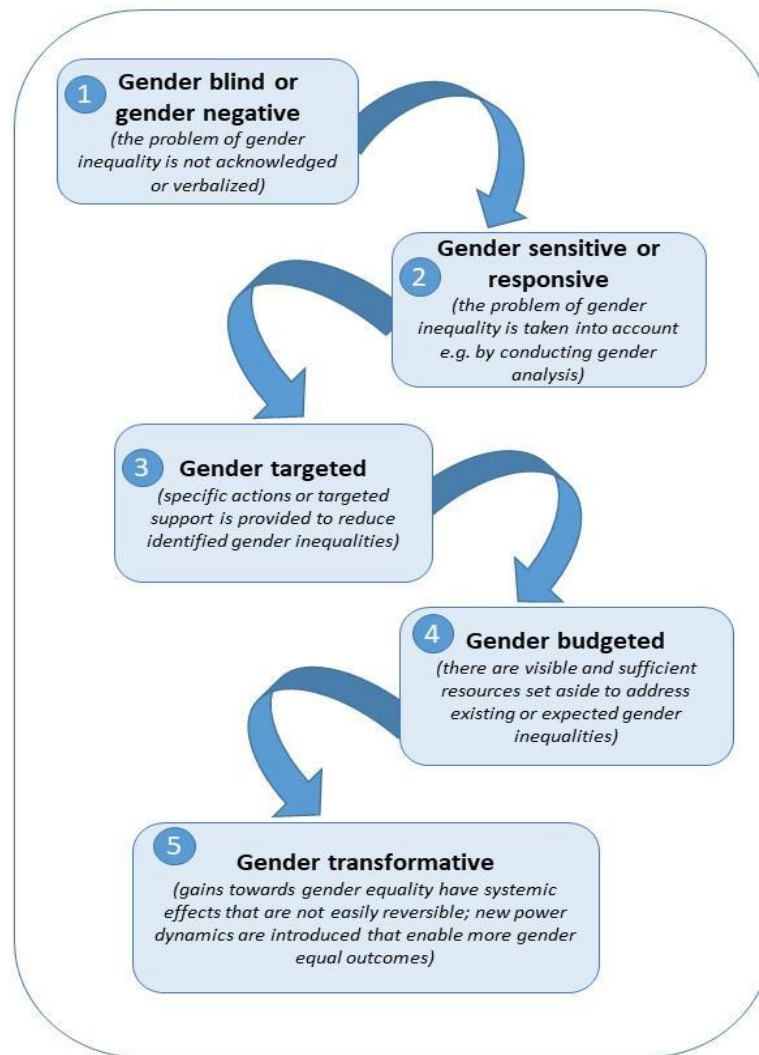 1
Gender blind or
gender negative
(the problem of gender
inequality is not acknowledged
or verbalized)
2
Gender sensitive or
responsive
(the problem of gender
inequality is taken into account
e.g. by conducting gender
analysis)
3
Gender targeted
(specific actions or targeted
support is provided to reduce
identified gender inequalities)
4
Gender budgeted
(there are visible and sufficient
resources set aside to address
existing or expected gender
inequalities)
5
Gender transformative
(gains towards gender equality have systemic
effects that are not easily reversible; new power
dynamics are introduced that enable more gender
equal outcomes)